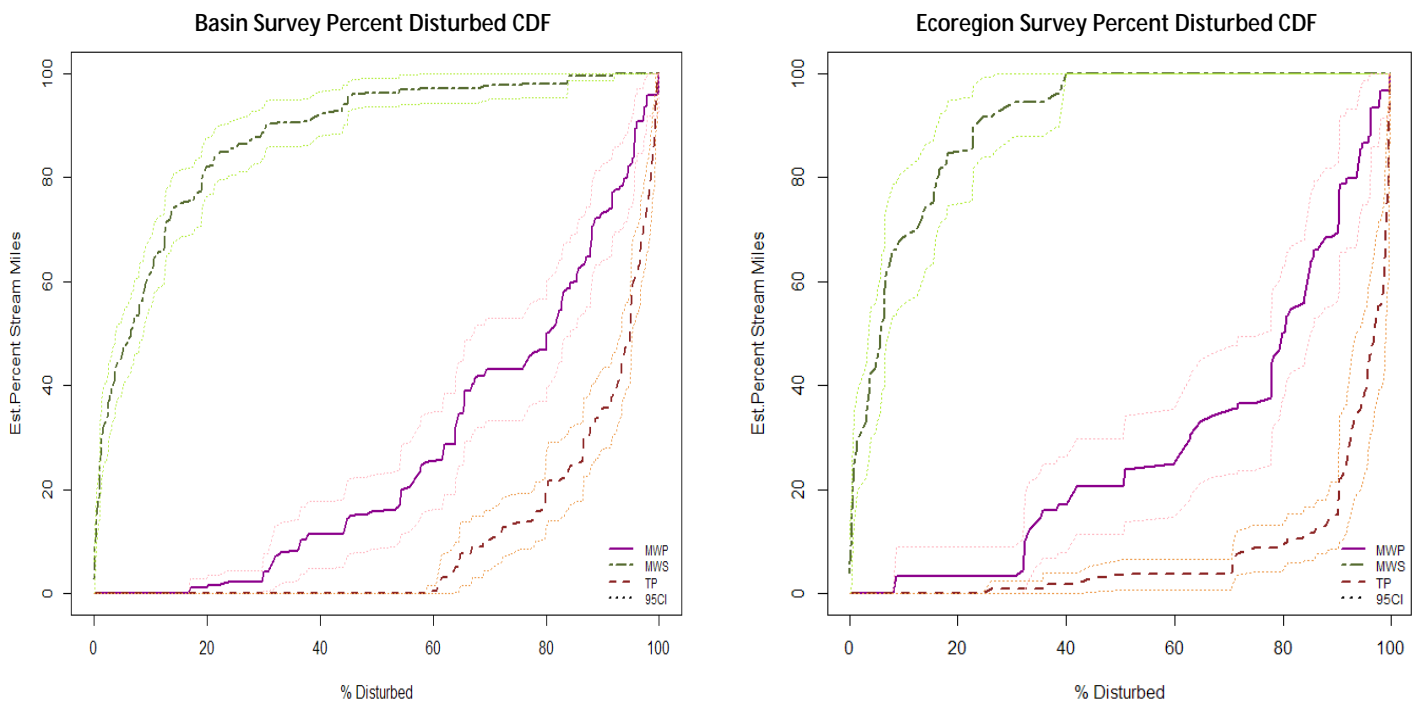 Basin Survey Percent Disturbed CDF
Est.Percent Stream Miles
100
80
60
40
20
0
0 20 40 60 80 100
% Disturbed
MWP
MWS
TP
95CI
Ecoregion Survey Percent Disturbed CDF
Est.Percent Stream Miles
100
80
60
40
20
0
0 20 40 60 80 100
% Disturbed
MWP
MWS
TP
95CI